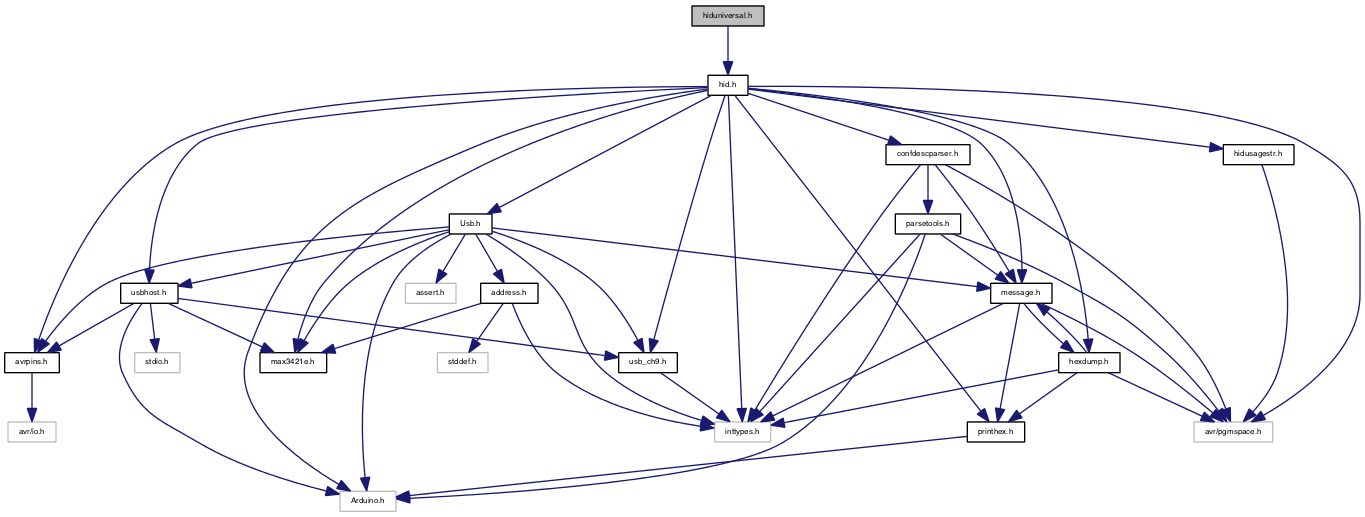 hiduniversal.h
hid.h
confdescparser.h
hidusagestr.h
Usb.h
parsetools.h
usbhost.h
assert.h
address.h
message.h
avrpins.h
stdio.h
max3421e.h
stddef.h
usb_ch9.h
hexdump.h
avr/io.h
inttypes.h
printhex.h
avr/pgmspace.h
Arduino.h